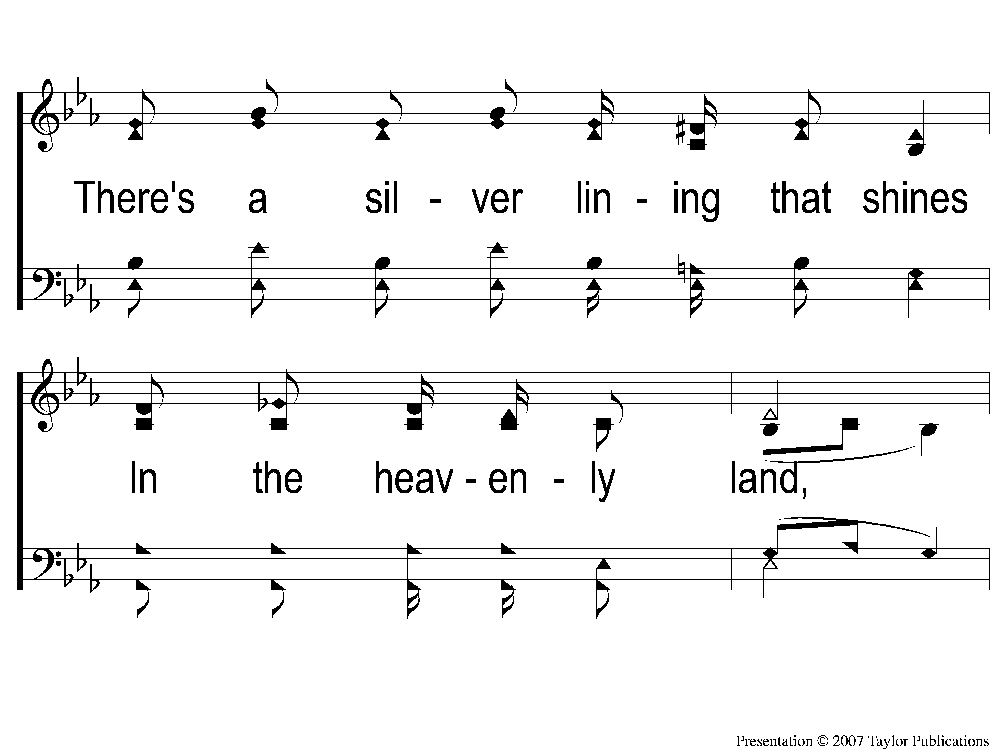 There's a sil - ver lin - ing that shines
In the heav - en - ly land,
Presentation © 2007 Taylor Publications